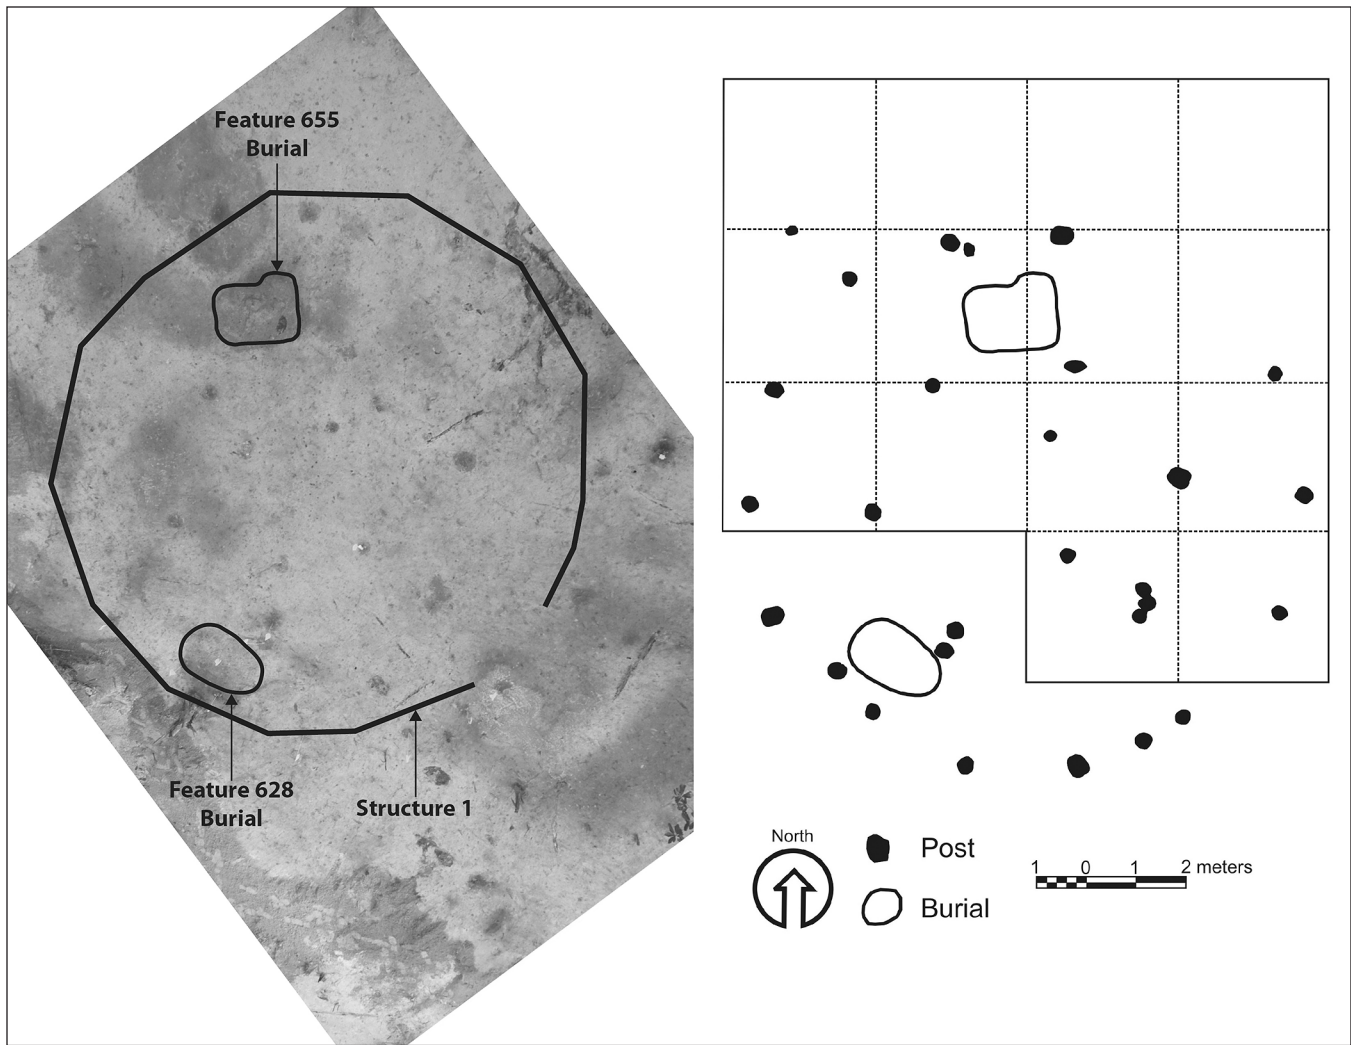 Feature 655
Burial
Feature 628
Burial
Structure 1
North
Post
Burial
1 0 1 2 meters